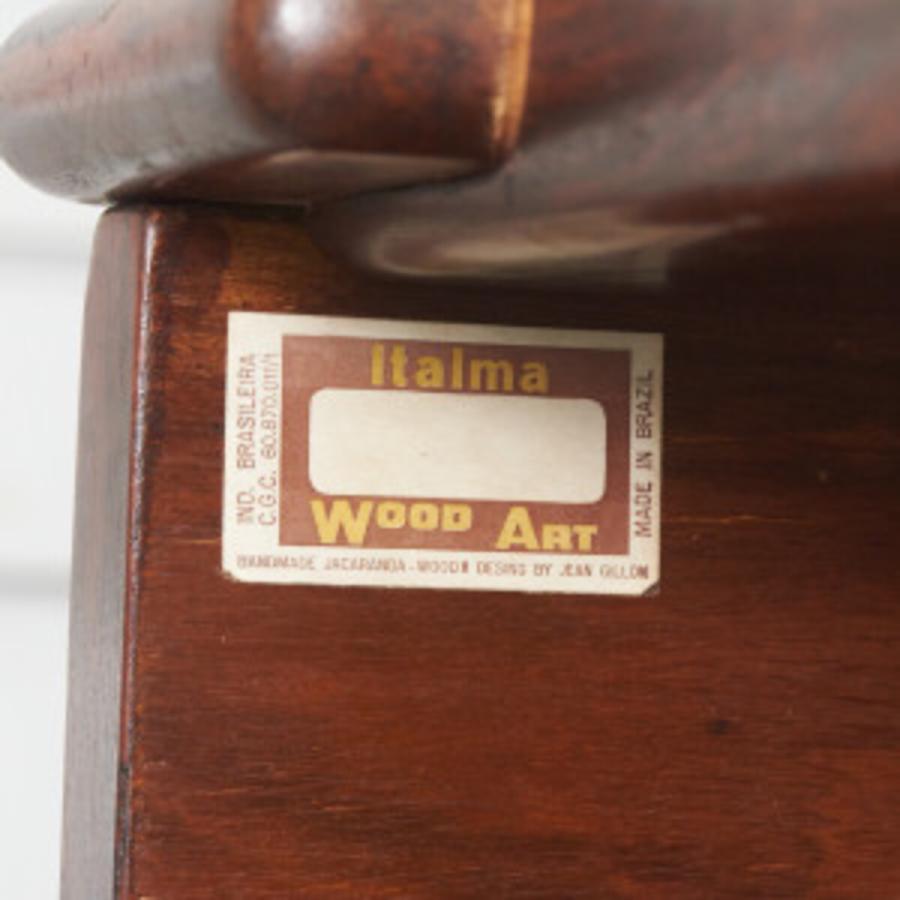 Italma
WOOD ART
IND. BRASILEIRA
C.G.C. 60.870.011/1
MADE IN BRAZIL
HANDMADE JACARANDA - WOOD DESING BY JEAN GILLON